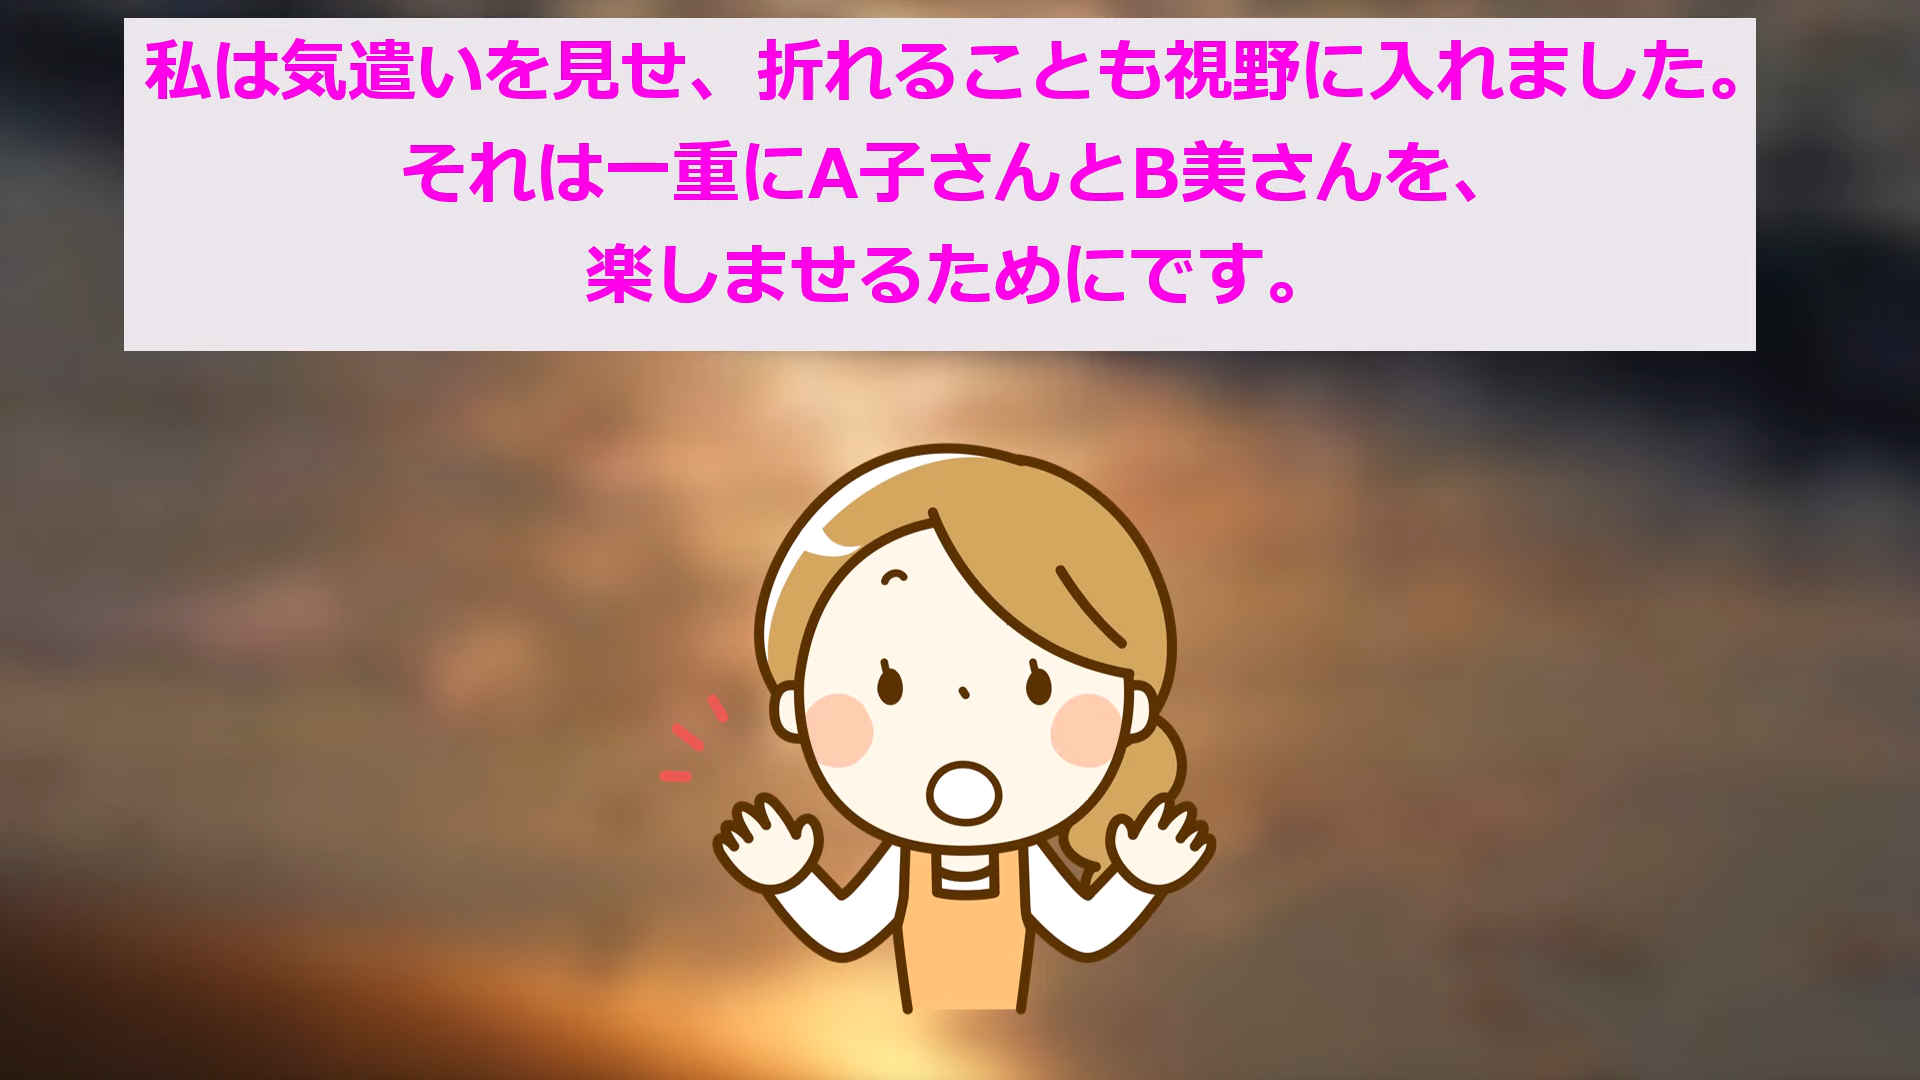 私は気遣いを見せ、折れることも視野に入れました。
それは一重にA子さんとB美さんを、
楽しませるためにです。